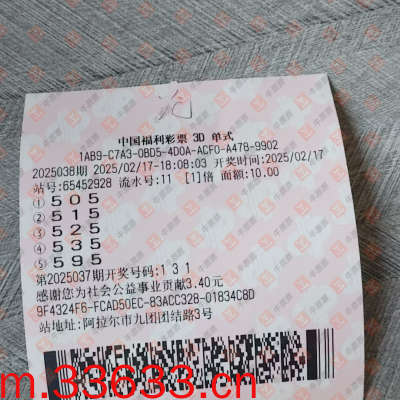 中国福利彩票 3D 单式
1AB9-C7A3-08D5-4D0A-ACF0-A478-9902
2025038期 2025/02/17-18:08:03 开奖时间:2025/02/17
站号:65452928 流水号:11 [1]倍 面额:10.00
① 505
② 515
③ 525
④ 535
⑤ 595
第2025037期开奖号码:1 3 1
感谢您为社会公益事业贡献3.40元
9F4324F6-FCAD50EC-83ACC328-01834C8D
站地址:阿拉尔市九团团结路3号
m.33633.cn